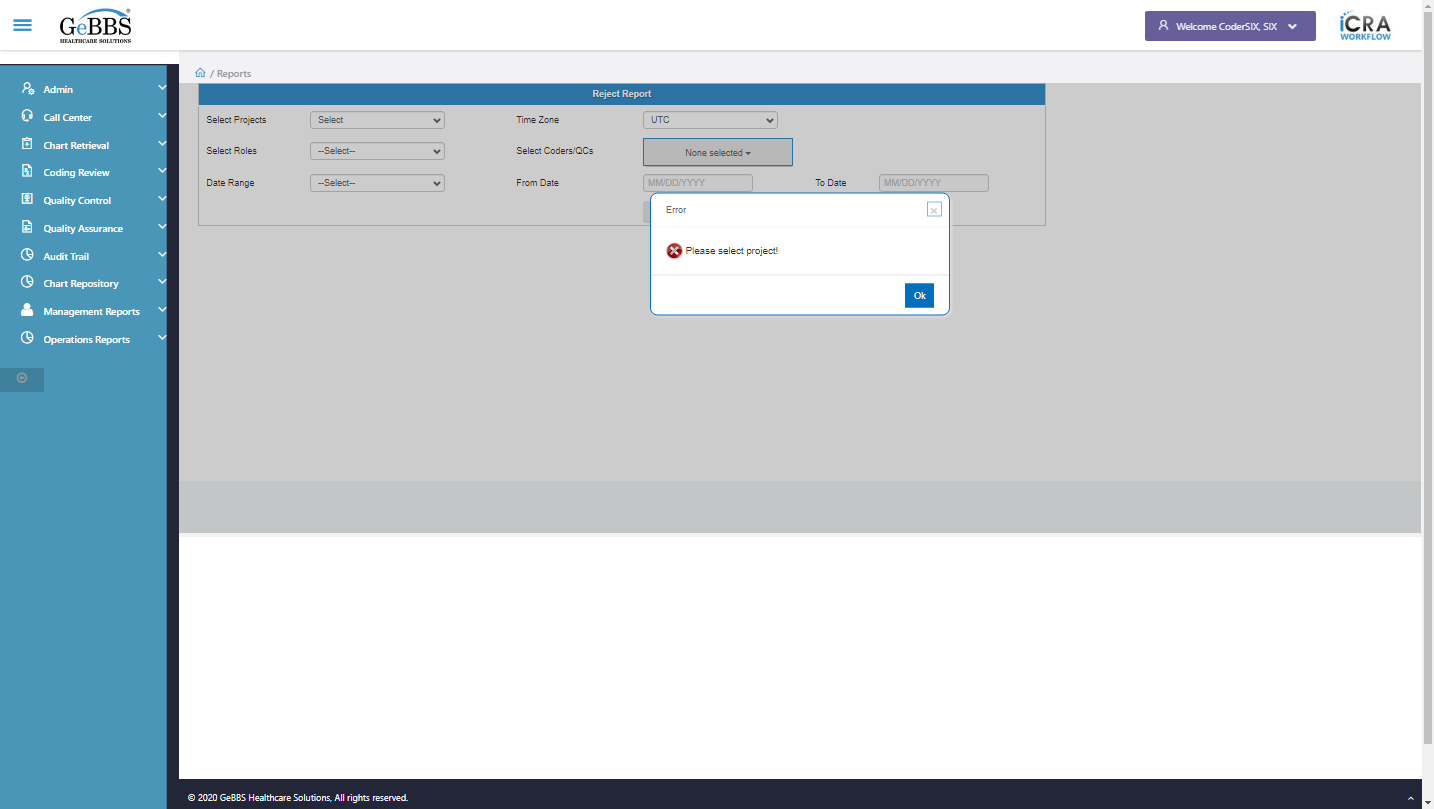 GeBBS®
HEALTHCARE SOLUTIONS
Welcome CoderSIX, SIX
iCRA
WORKFLOW
/ Reports
Admin
Call Center
Chart Retrieval
Coding Review
Quality Control
Quality Assurance
Audit Trail
Chart Repository
Management Reports
Operations Reports
Reject Report
Select Projects
Select
Time Zone
UTC
Select Roles
--Select--
Select Coders/QCs
None selected
Date Range
--Select--
From Date
MM/DD/YYYY
To Date
MM/DD/YYYY
Error
×
Please select project!
Ok
© 2020 GeBBS Healthcare Solutions, All rights reserved.